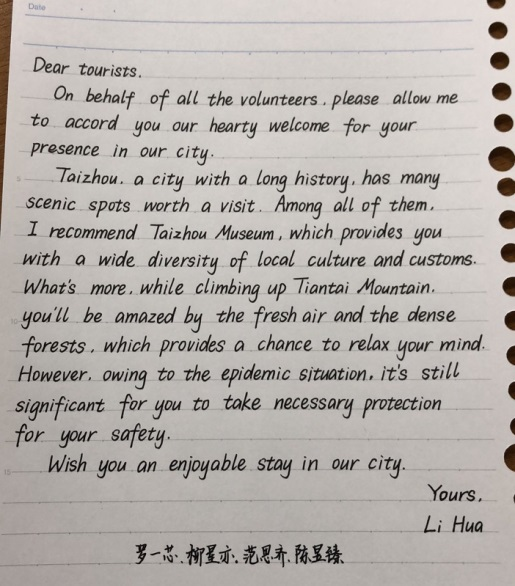 Date
Dear tourists,
On behalf of all the volunteers, please allow me
to accord you our hearty welcome for your
presence in our city.
Taizhou, a city with a long history, has many
scenic spots worth a visit. Among all of them,
I recommend Taizhou Museum, which provides you
with a wide diversity of local culture and customs.
What's more, while climbing up Tiantai Mountain,
you'll be amazed by the fresh air and the dense
forests, which provides a chance to relax your mind.
However, owing to the epidemic situation, it's still
significant for you to take necessary protection
for your safety.
Wish you an enjoyable stay in our city.
Yours,
Li Hua
罗一芯、柳星亦、范思齐、陈昱臻